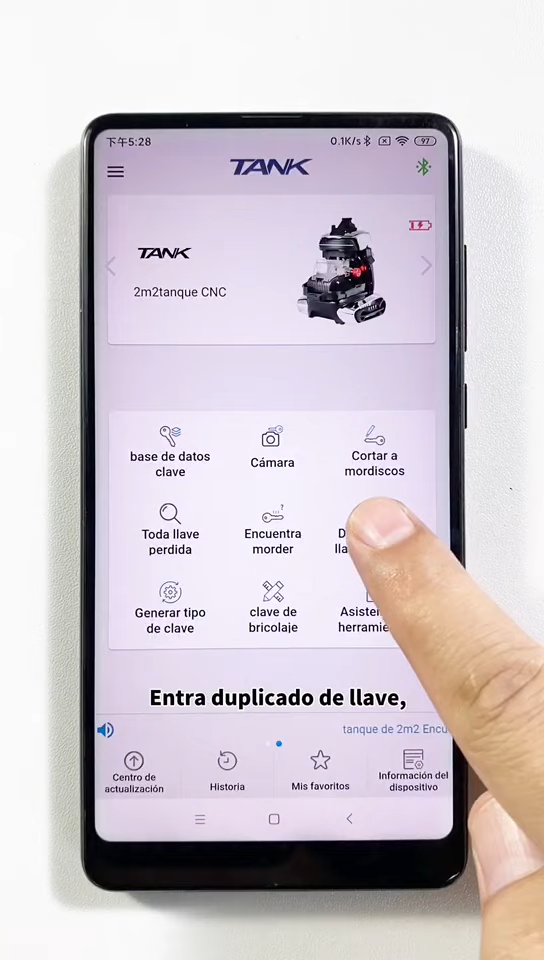 下午5:28
0.1K/s
97
TANK
TANK
2m2tanque CNC
base de datos
clave
Cámara
Cortar a
mordiscos
Toda llave
perdida
Encuentra
morder
Generar tipo
de clave
clave de
bricolaje
Entra duplicado de llave,
tanque de 2m2 Encu
Centro de
actualización
Historia
Mis favoritos
Información del
dispositivo